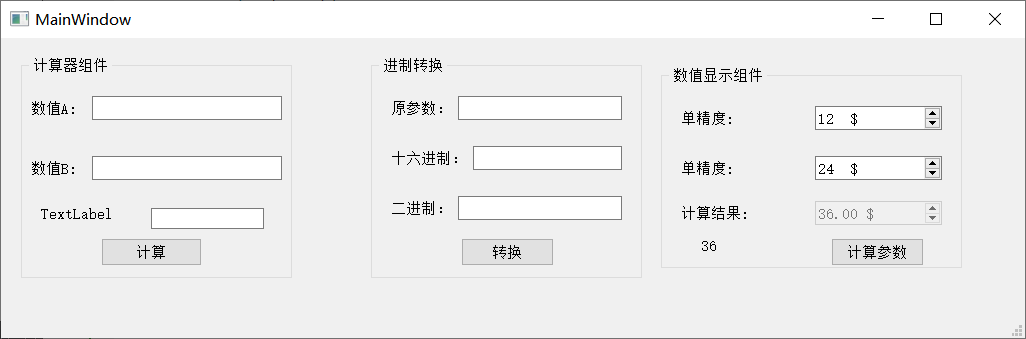 MainWindow
计算器组件
数值A:
数值B:
TextLabel
计算
进制转换
原参数:
十六进制:
二进制:
转换
数值显示组件
单精度: 12 $
单精度: 24 $
计算结果: 36.00 $
36
计算参数